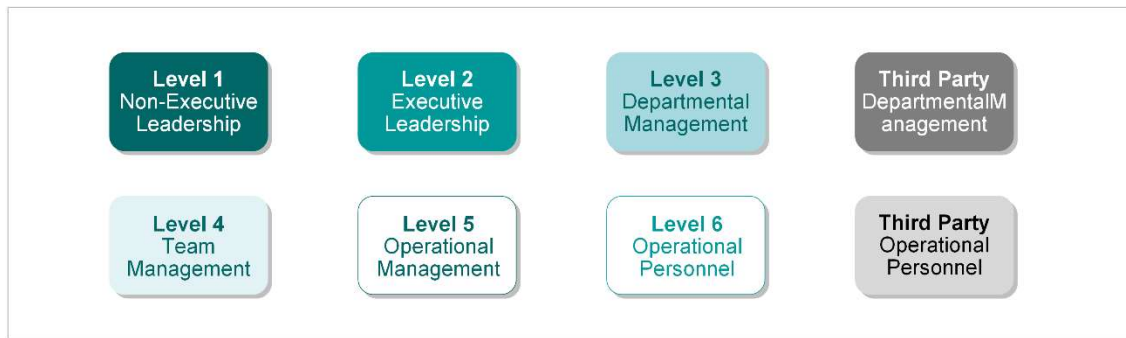 Level 1
Non-Executive
Leadership
Level 2
Executive
Leadership
Level 3
Departmental
Management
Third Party
DepartmentalM
anagement
Level 4
Team
Management
Level 5
Operational
Management
Level 6
Operational
Personnel
Third Party
Operational
Personnel